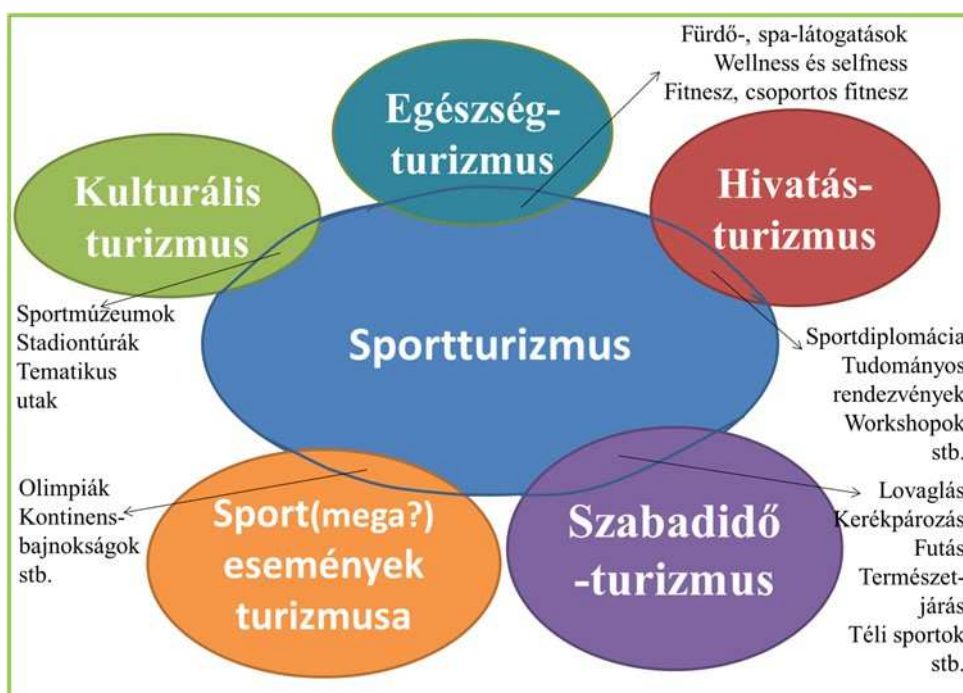 Fürdő-, spa-látogatások
Wellness és selfness
Fitnesz, csoportos fitnesz
Egészség-
turizmus
Kulturális
turizmus
Hivatás-
turizmus
Sportmúzeumok
Stadiontúrák
Tematikus
utak
Sportturizmus
Sportdiplomácia
Tudományos
rendezvények
Workshopok
stb.
Olimpiák
Kontinens-
bajnokságok
stb.
Sport(mega?)
események
turizmusa
Szabadidő
-turizmus
Lovaglás
Kerékpározás
Futás
Természet-
járás
Téli sportok
stb.